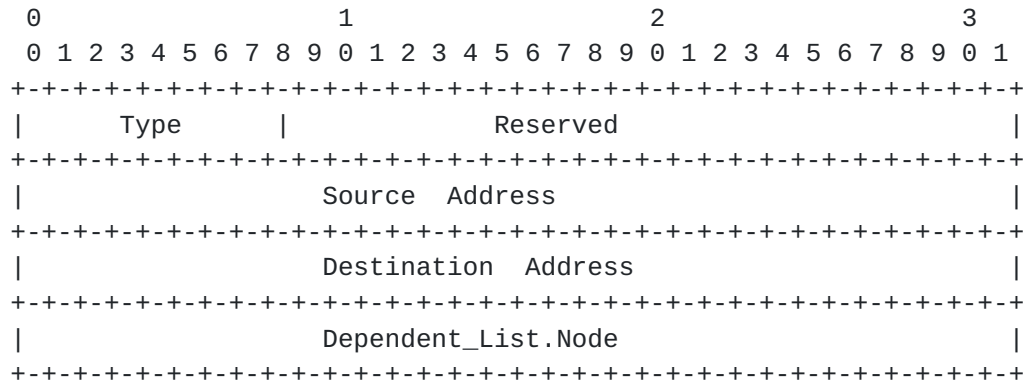 0                   1                   2                   3
 0 1 2 3 4 5 6 7 8 9 0 1 2 3 4 5 6 7 8 9 0 1 2 3 4 5 6 7 8 9 0 1
+-+-+-+-+-+-+-+-+-+-+-+-+-+-+-+-+-+-+-+-+-+-+-+-+-+-+-+-+-+-+-+-+
|      Type      |             Reserved                         |
+-+-+-+-+-+-+-+-+-+-+-+-+-+-+-+-+-+-+-+-+-+-+-+-+-+-+-+-+-+-+-+-+
|                   Source  Address                             |
+-+-+-+-+-+-+-+-+-+-+-+-+-+-+-+-+-+-+-+-+-+-+-+-+-+-+-+-+-+-+-+-+
|                   Destination  Address                        |
+-+-+-+-+-+-+-+-+-+-+-+-+-+-+-+-+-+-+-+-+-+-+-+-+-+-+-+-+-+-+-+-+
|                   Dependent_List.Node                         |
+-+-+-+-+-+-+-+-+-+-+-+-+-+-+-+-+-+-+-+-+-+-+-+-+-+-+-+-+-+-+-+-+